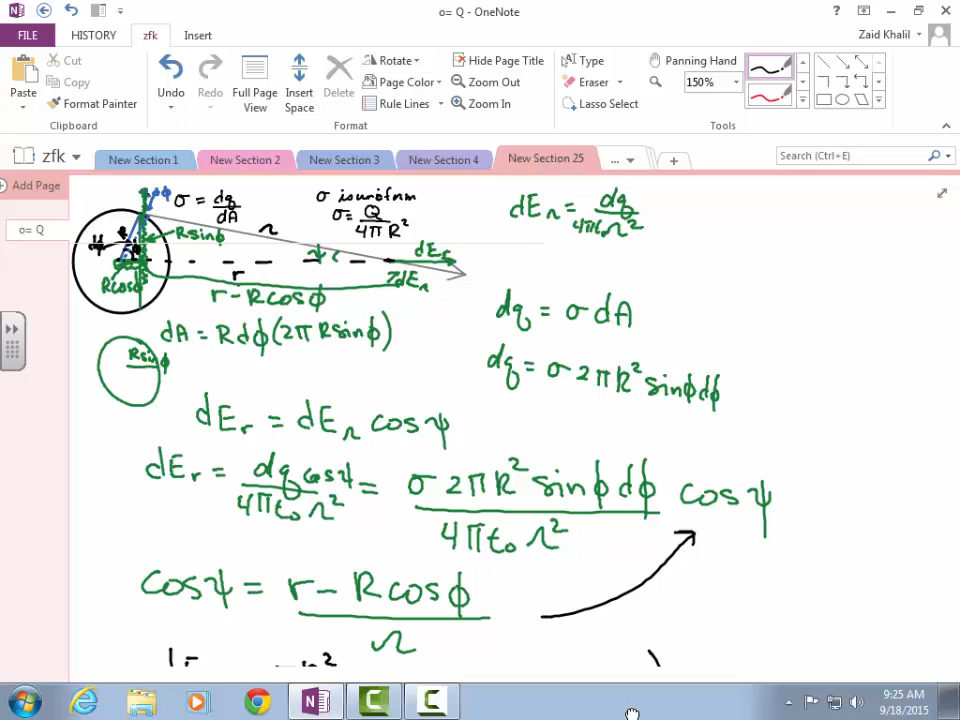 o= Q - OneNote
FILE HISTORY zfk Insert Zaid Khalil
Paste Cut Copy Format Painter Clipboard
Undo Redo Full Page View Insert Space Delete Rotate Page Color Rule Lines Hide Page Title Zoom Out Zoom In Format
Type Eraser Lasso Select Panning Hand 150% Tools
zfk New Section 1 New Section 2 New Section 3 New Section 4 New Section 25 ... + Search (Ctrl+E)
Add Page
o= Q
σ = dq/dA
σ is uniform
σ = Q/4πR²
dE𝓇 = dq/4πε₀𝓇²
R
Rsinφ
𝓇
ψ
dEr
dE𝓇
Rcosφ
r
r – Rcosφ
dq = σ dA
dA = Rdφ(2πRsinφ)
Rsinφ
dq = σ 2πR² sinφdφ
dEr = dE𝓇 cosψ
dEr = dq cosψ/4πε₀𝓇² = σ 2πR² sinφdφ/4πε₀𝓇² cosψ
cosψ = r – Rcosφ/𝓇
9:25 AM
9/18/2015